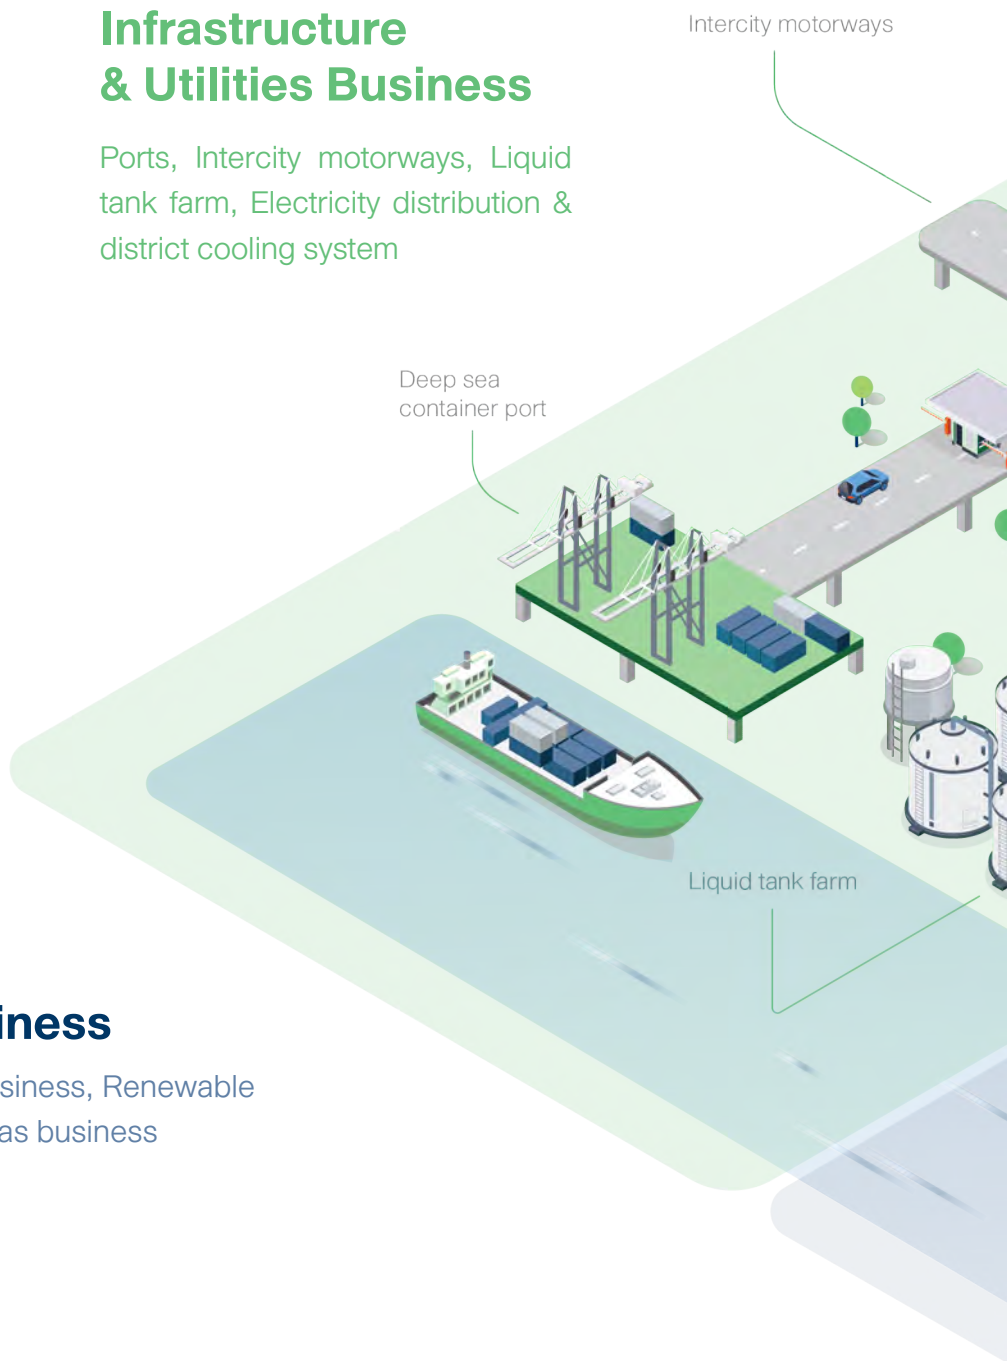 Infrastructure
& Utilities Business
Ports, Intercity motorways, Liquid
tank farm, Electricity distribution &
district cooling system
Intercity motorways
Deep sea
container port
Liquid tank farm
iness
siness, Renewable
as business